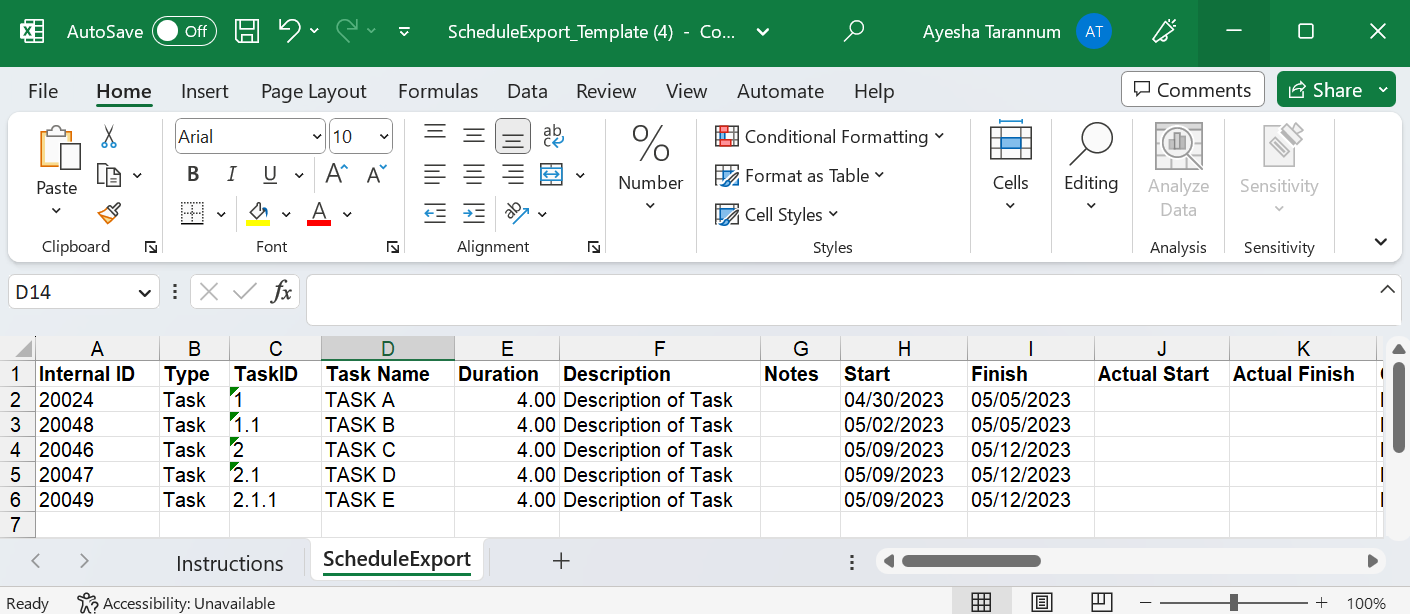 AutoSave Off ScheduleExport_Template (4) - Co... Ayesha Tarannum AT
File Home Insert Page Layout Formulas Data Review View Automate Help Comments Share
Arial 10 ab Conditional Formatting
Paste B I U A A Number Format as Table Cells Editing Analyze Data Sensitivity
A Cell Styles
Clipboard Font Alignment Styles Analysis Sensitivity
D14 fx
A B C D E F G H I J K
1 Internal ID Type TaskID Task Name Duration Description Notes Start Finish Actual Start Actual Finish
2 20024 Task 1 TASK A 4.00 Description of Task 04/30/2023 05/05/2023
3 20048 Task 1.1 TASK B 4.00 Description of Task 05/02/2023 05/05/2023
4 20046 Task 2 TASK C 4.00 Description of Task 05/09/2023 05/12/2023
5 20047 Task 2.1 TASK D 4.00 Description of Task 05/09/2023 05/12/2023
6 20049 Task 2.1.1 TASK E 4.00 Description of Task 05/09/2023 05/12/2023
7
Instructions ScheduleExport
Ready Accessibility: Unavailable 100%